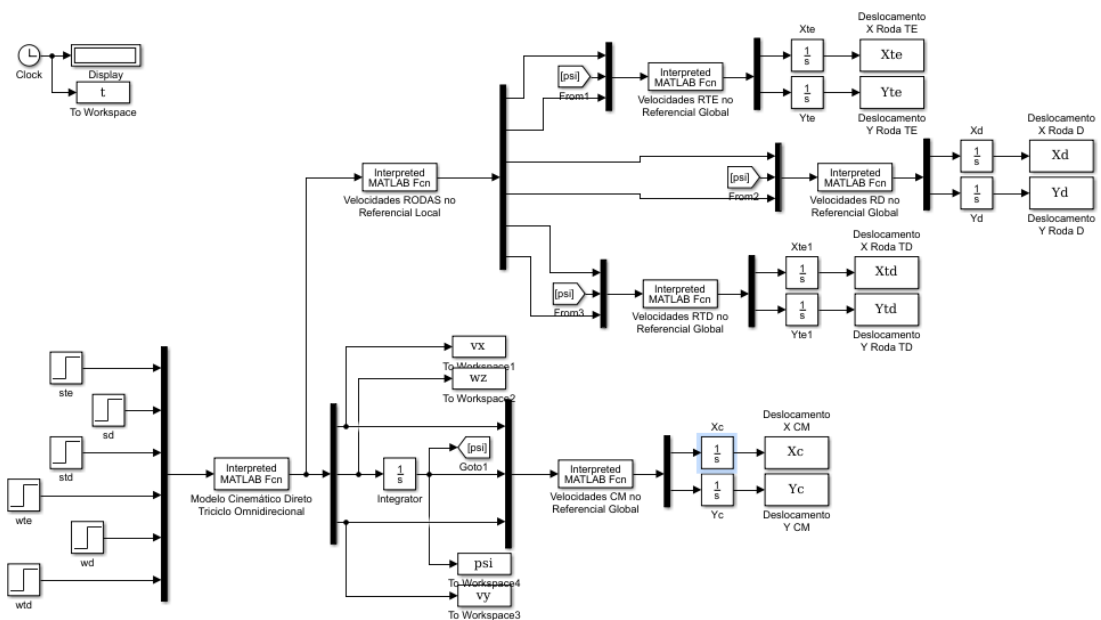 Clock
Display
t
To Workspace
[psi]
From1
Interpreted
MATLAB Fcn
Velocidades RTE no
Referencial Global
Xte
1
s
1
s
Yte
Deslocamento
X Roda TE
Xte
Yte
Deslocamento
Y Roda TE
Interpreted
MATLAB Fcn
Velocidades RODAS no
Referencial Local
[psi]
From2
Interpreted
MATLAB Fcn
Velocidades RD no
Referencial Global
Xd
1
s
1
s
Yd
Deslocamento
X Roda D
Xd
Yd
Deslocamento
Y Roda D
[psi]
From3
Interpreted
MATLAB Fcn
Velocidades RTD no
Referencial Global
Xte1
1
s
1
s
Yte1
Deslocamento
X Roda TD
Xtd
Ytd
Deslocamento
Y Roda TD
ste
sd
std
wte
wd
wtd
Interpreted
MATLAB Fcn
Modelo Cinemático Direto
Triciclo Omnidirecional
vx
To Workspace1
wz
To Workspace2
1
s
Integrator
[psi]
Goto1
psi
To Workspace4
vy
To Workspace3
Interpreted
MATLAB Fcn
Velocidades CM no
Referencial Global
Xc
1
s
1
s
Yc
Deslocamento
X CM
Xc
Yc
Deslocamento
Y CM